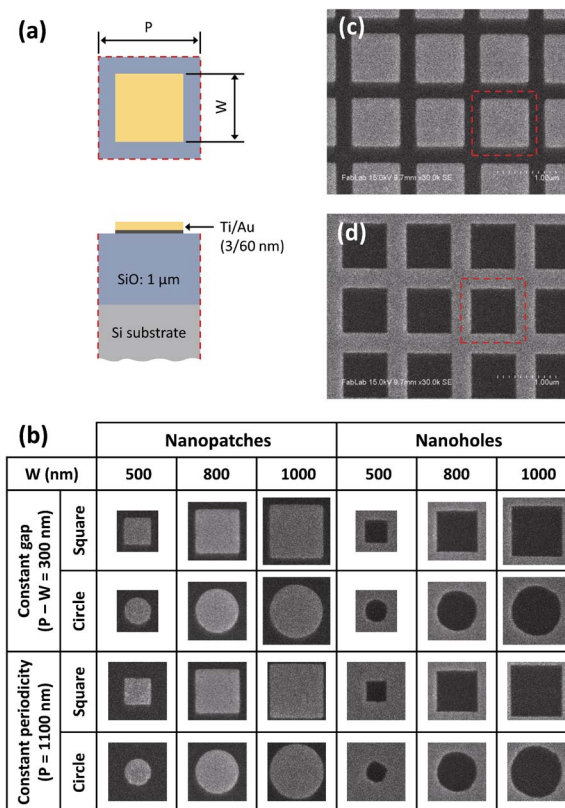 (a)
P
W
Ti/Au
(3/60 nm)
SiO: 1 µm
Si substrate
(c)
FabLab 15.0kV 9.7mm x30.0k SE
1.00um
(d)
FabLab 15.0kV 9.7mm x30.0k SE
1.00um
(b)
Nanopatches Nanoholes
W (nm) 500 800 1000 500 800 1000
Constant gap
(P – W = 300 nm)
Square
Circle
Constant periodicity
(P = 1100 nm)
Square
Circle